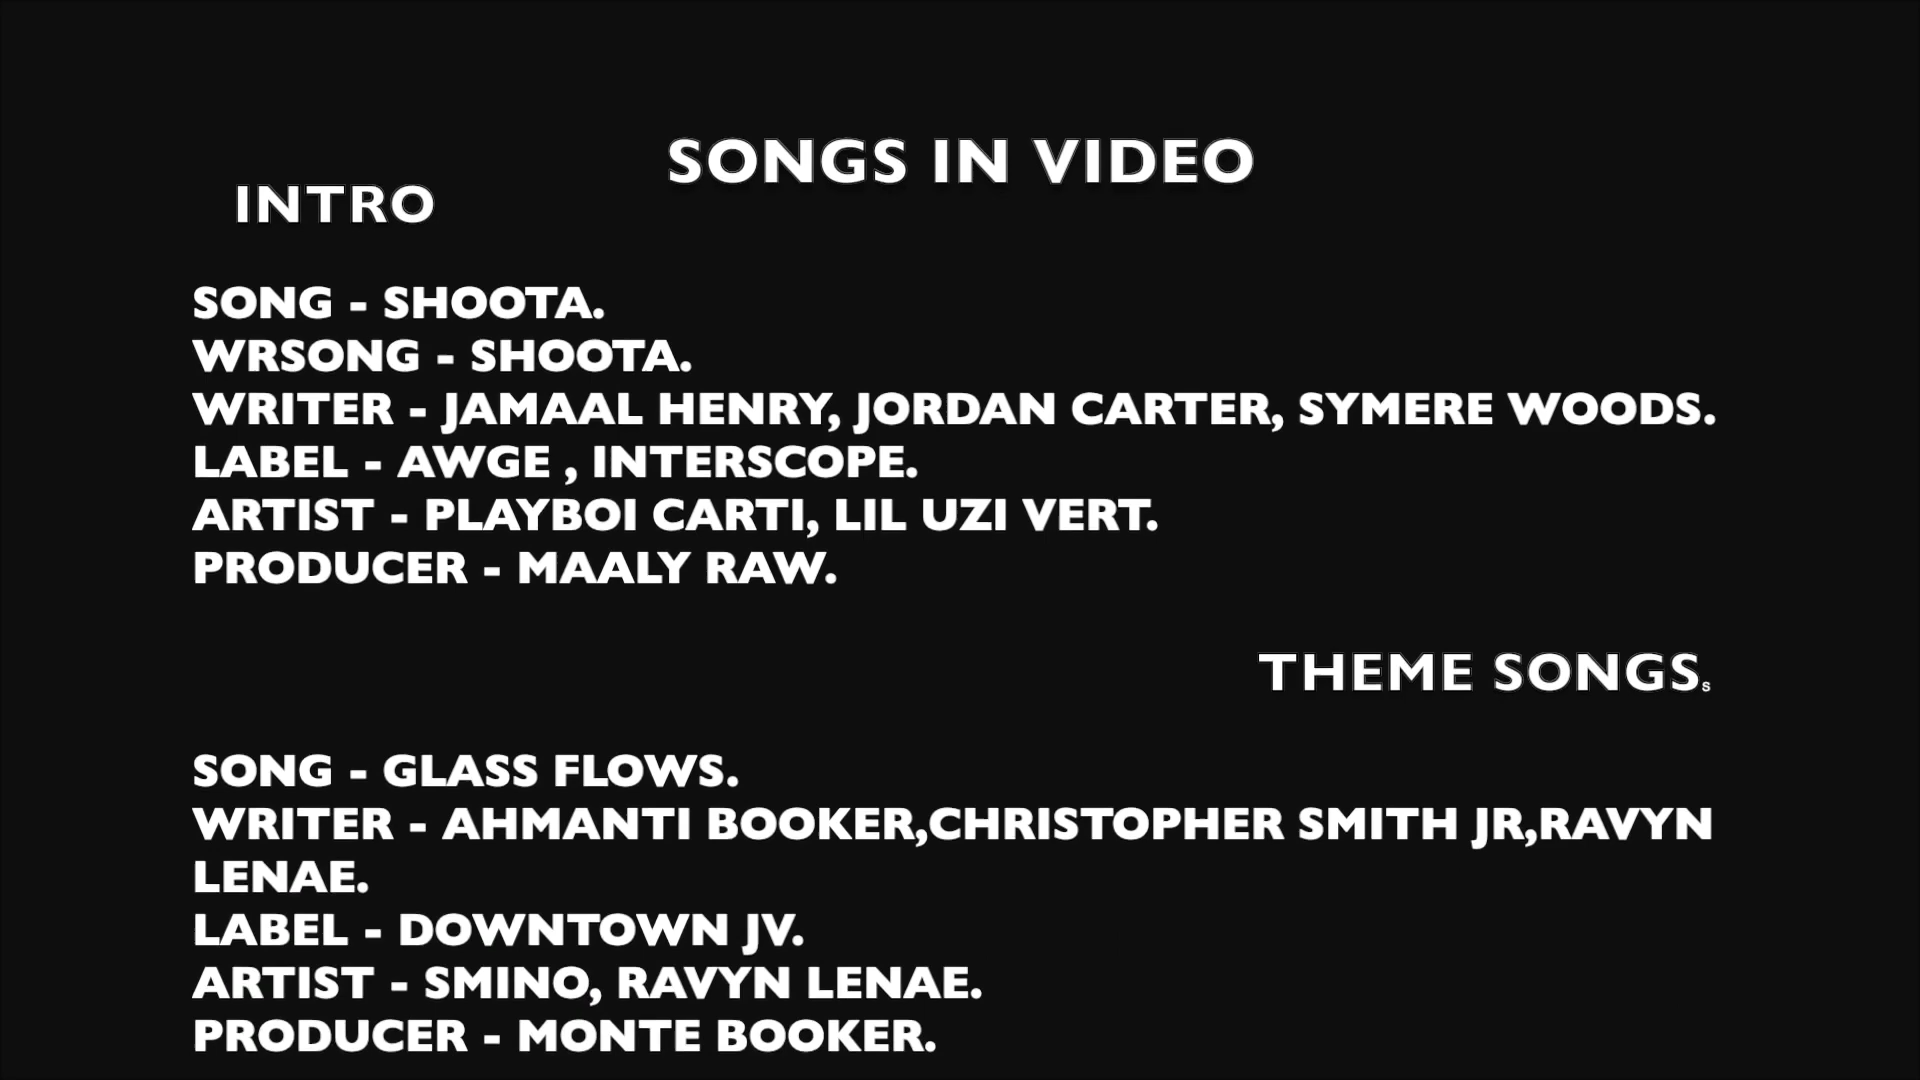 SONGS IN VIDEO
INTRO
SONG - SHOOTA.
WRSONG - SHOOTA.
WRITER - JAMAAL HENRY, JORDAN CARTER, SYMERE WOODS.
LABEL - AWGE , INTERSCOPE.
ARTIST - PLAYBOI CARTI, LIL UZI VERT.
PRODUCER - MAALY RAW.
THEME SONGSs
SONG - GLASS FLOWS.
WRITER - AHMANTI BOOKER,CHRISTOPHER SMITH JR,RAVYN
LENAE.
LABEL - DOWNTOWN JV.
ARTIST - SMINO, RAVYN LENAE.
PRODUCER - MONTE BOOKER.